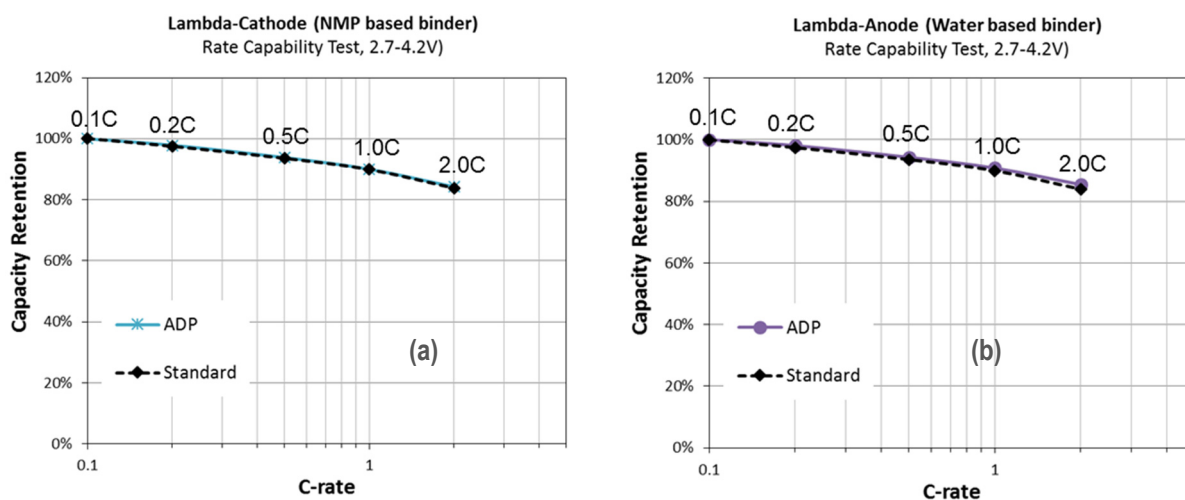 Lambda-Cathode (NMP based binder)
Rate Capability Test, 2.7-4.2V)
120%
100%
80%
60%
40%
20%
0%
Capacity Retention
0.1C
0.2C
0.5C
1.0C
2.0C
ADP
Standard
(a)
0.1
1
C-rate
Lambda-Anode (Water based binder)
Rate Capability Test, 2.7-4.2V)
120%
100%
80%
60%
40%
20%
0%
Capacity Retention
0.1C
0.2C
0.5C
1.0C
2.0C
ADP
Standard
(b)
0.1
1
C-rate